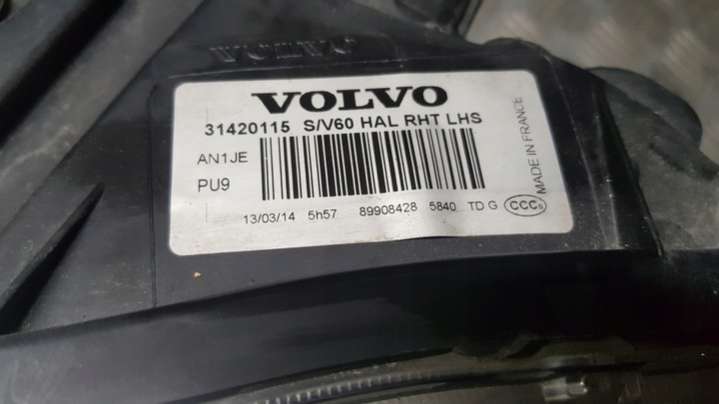 VOLVO
VOLVO
31420115 S/V60 HAL RHT LHS
AN1JE
PU9
13/03/14 5h57 89908428 5840 TD G CCC
MADE IN FRANCE